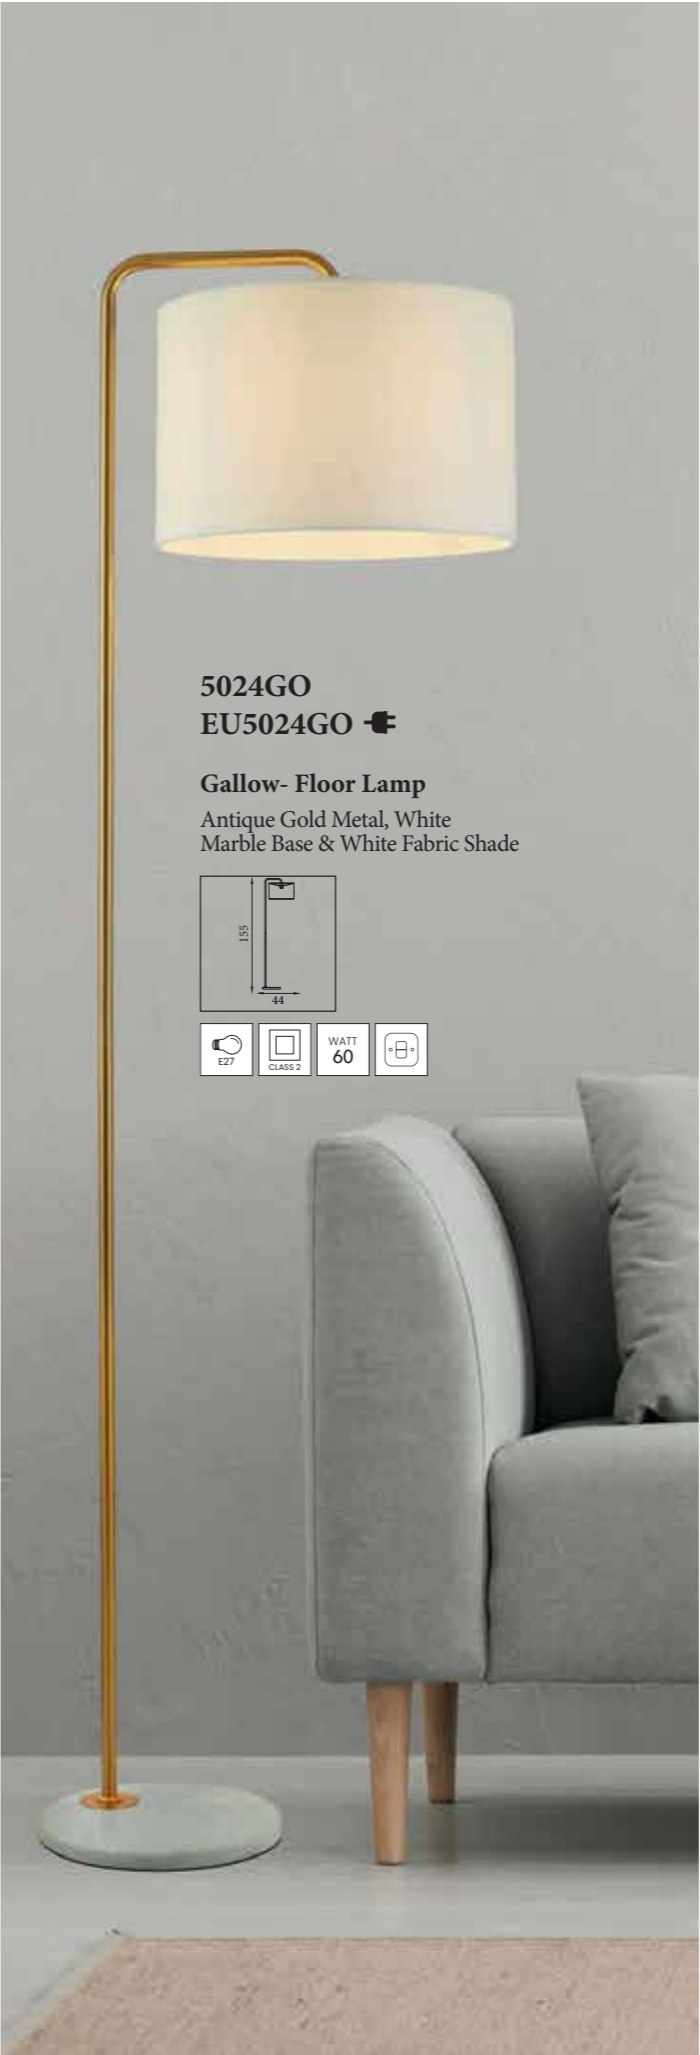 5024GO
EU5024GO
Gallow- Floor Lamp
Antique Gold Metal, White
Marble Base & White Fabric Shade
155
44
E27
CLASS 2
WATT
60